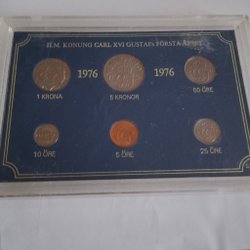 H.M. KONUNG CARL XVI GUSTAFS FÖRSTA
1976 1976
1 KRONA 5 KRONOR 50 ÖRE
10 ÖRE 5 ÖRE 25 ÖRE